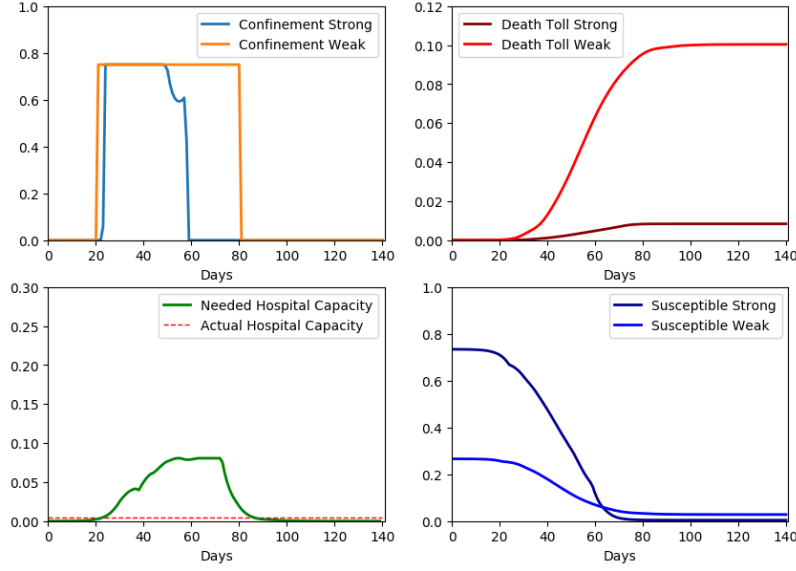 1.0
0.8
0.6
0.4
0.2
0.0
Confinement Strong
Confinement Weak
0 20 40 60 80 100 120 140
Days
0.12
0.10
0.08
0.06
0.04
0.02
0.00
Death Toll Strong
Death Toll Weak
0 20 40 60 80 100 120 140
Days
0.30
0.25
0.20
0.15
0.10
0.05
0.00
Needed Hospital Capacity
Actual Hospital Capacity
0 20 40 60 80 100 120 140
Days
1.0
0.8
0.6
0.4
0.2
0.0
Susceptible Strong
Susceptible Weak
0 20 40 60 80 100 120 140
Days